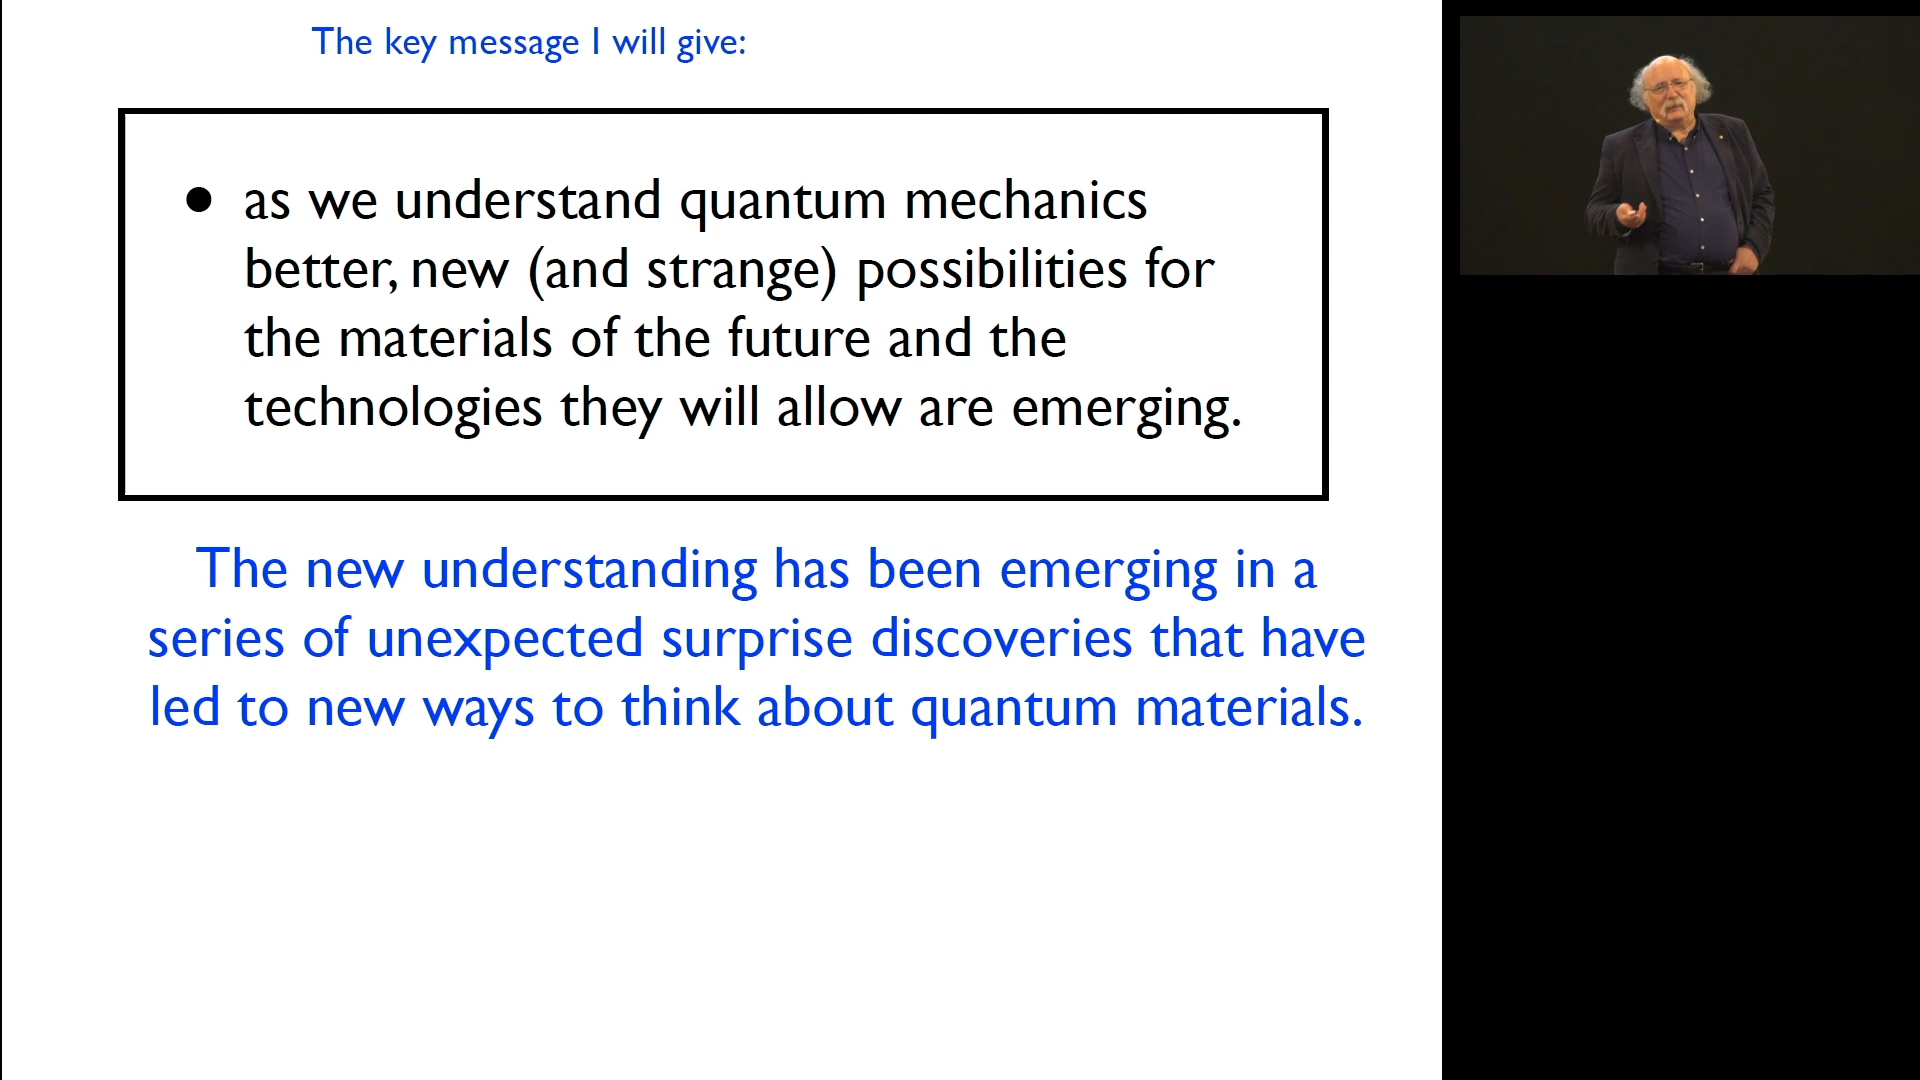 The key message I will give:
● as we understand quantum mechanics
better, new (and strange) possibilities for
the materials of the future and the
technologies they will allow are emerging.
The new understanding has been emerging in a
series of unexpected surprise discoveries that have
led to new ways to think about quantum materials.